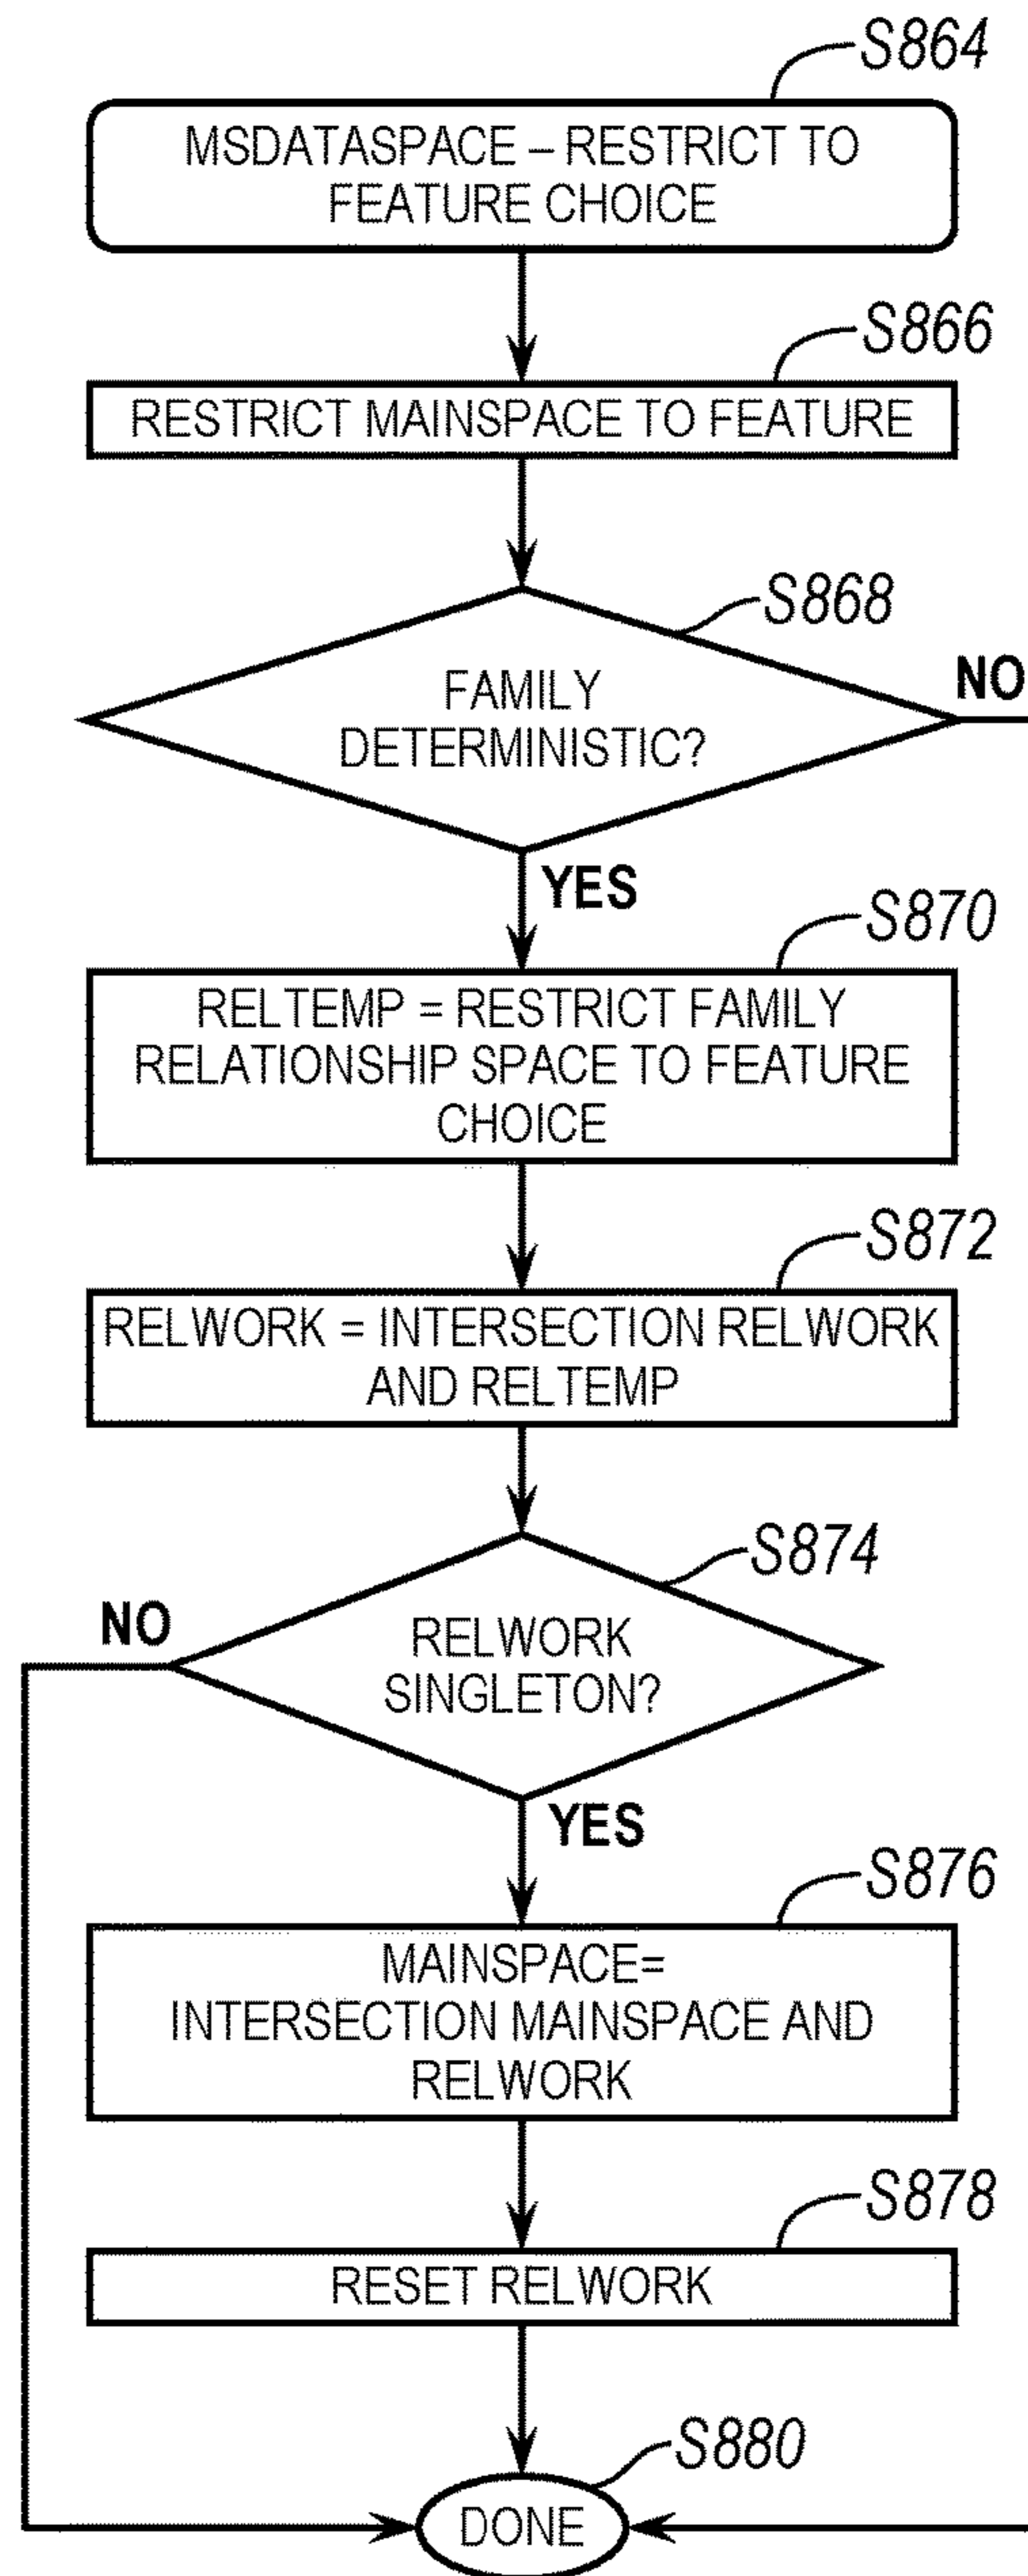 S864
MSDATASPACE – RESTRICT TO
FEATURE CHOICE
S866
RESTRICT MAINSPACE TO FEATURE
S868
FAMILY
DETERMINISTIC?
NO
YES
S870
RELTEMP = RESTRICT FAMILY
RELATIONSHIP SPACE TO FEATURE
CHOICE
S872
RELWORK = INTERSECTION RELWORK
AND RELTEMP
S874
NO
RELWORK
SINGLETON?
YES
S876
MAINSPACE=
INTERSECTION MAINSPACE AND
RELWORK
S878
RESET RELWORK
S880
DONE